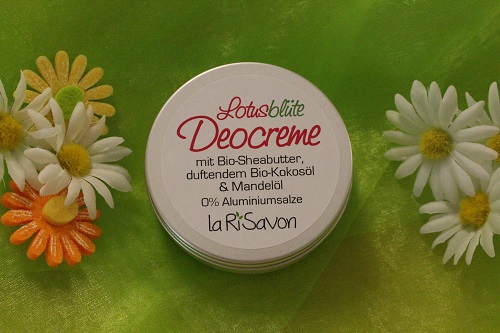 Lotusblüte
Deocreme
mit Bio-Sheabutter,
duftendem Bio-Kokosöl
& Mandelöl
0% Aluminiumsalze
la RiSavon